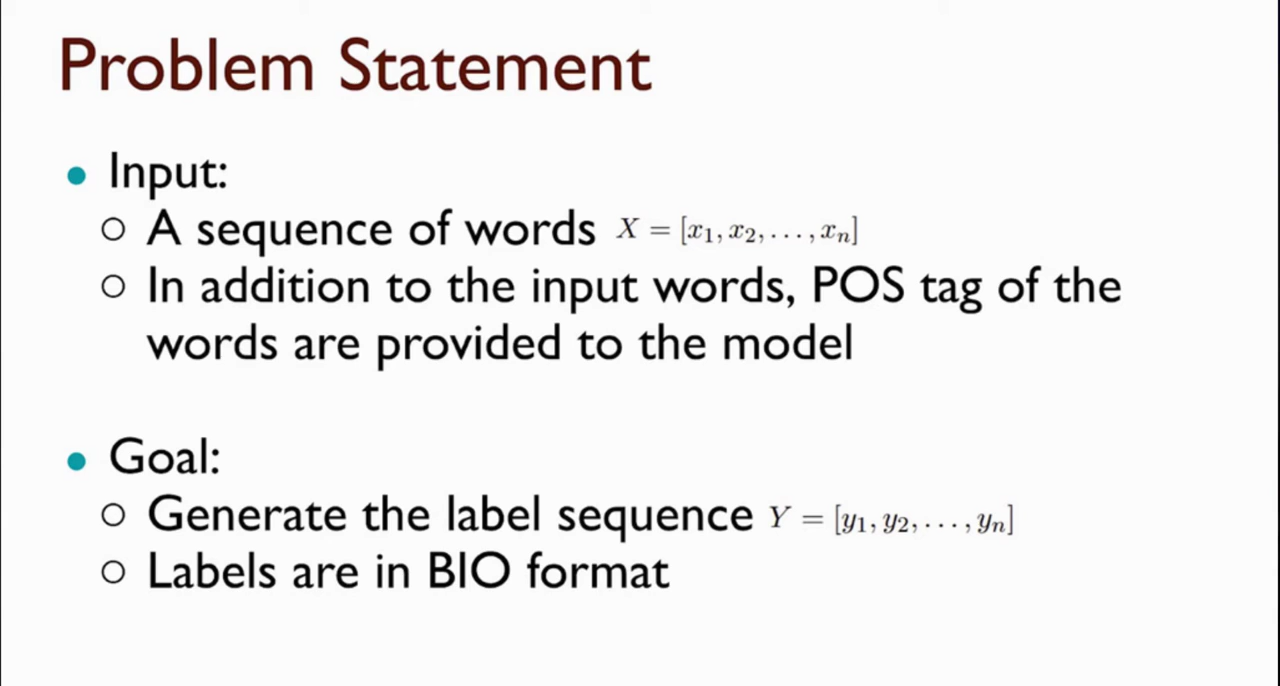 Problem Statement
• Input:
○ A sequence of words X = [x₁, x₂, . . . , xₙ]
○ In addition to the input words, POS tag of the
words are provided to the model
• Goal:
○ Generate the label sequence Y = [y₁, y₂, . . . , yₙ]
○ Labels are in BIO format